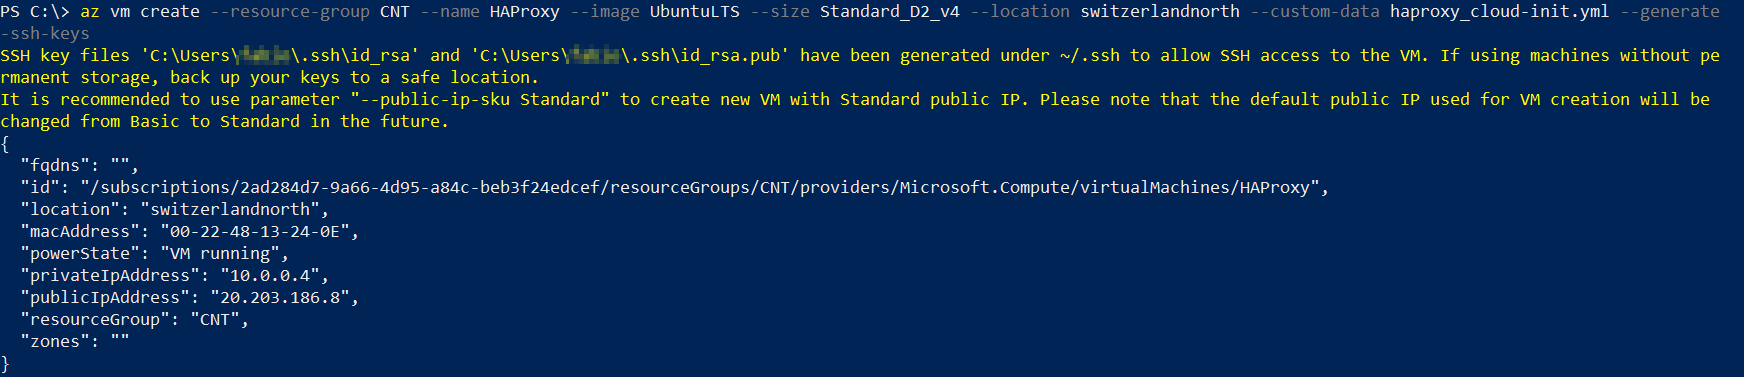 PS C:\> az vm create --resource-group CNT --name HAProxy --image UbuntuLTS --size Standard_D2_v4 --location switzerlandnorth --custom-data haproxy_cloud-init.yml --generate
-ssh-keys
SSH key files 'C:\Users\ \.ssh\id_rsa' and 'C:\Users\ \.ssh\id_rsa.pub' have been generated under ~/.ssh to allow SSH access to the VM. If using machines without pe
rmanent storage, back up your keys to a safe location.
It is recommended to use parameter "--public-ip-sku Standard" to create new VM with Standard public IP. Please note that the default public IP used for VM creation will be
changed from Basic to Standard in the future.
{
  "fqdns": "",
  "id": "/subscriptions/2ad284d7-9a66-4d95-a84c-beb3f24edcef/resourceGroups/CNT/providers/Microsoft.Compute/virtualMachines/HAProxy",
  "location": "switzerlandnorth",
  "macAddress": "00-22-48-13-24-0E",
  "powerState": "VM running",
  "privateIpAddress": "10.0.0.4",
  "publicIpAddress": "20.203.186.8",
  "resourceGroup": "CNT",
  "zones": ""
}